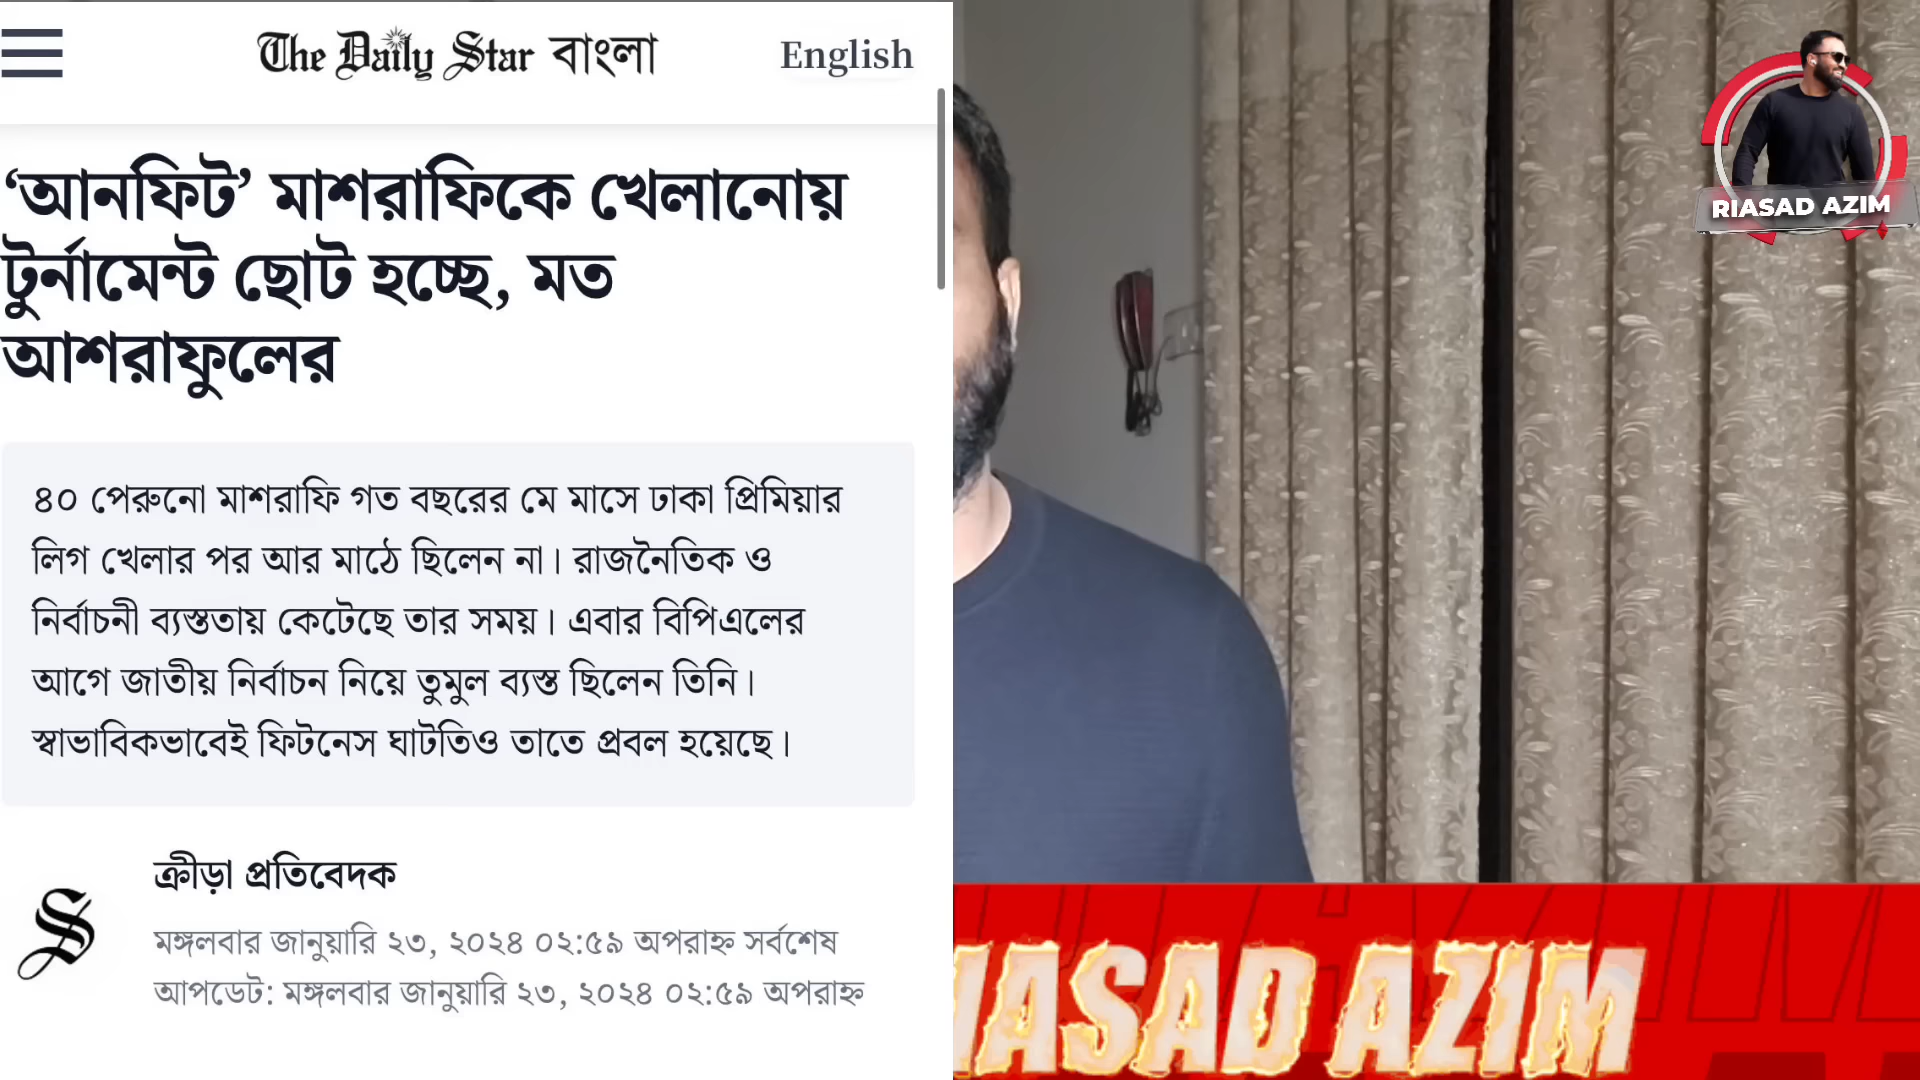 The Daily Star বাংলা
English
‘আনফিট’ মাশরাফিকে খেলানোয়
টুর্নামেন্ট ছোট হচ্ছে, মত
আশরাফুলের
৪০ পেরুনো মাশরাফি গত বছরের মে মাসে ঢাকা প্রিমিয়ার
লিগ খেলার পর আর মাঠে ছিলেন না। রাজনৈতিক ও
নির্বাচনী ব্যস্ততায় কেটেছে তার সময়। এবার বিপিএলের
আগে জাতীয় নির্বাচন নিয়ে তুমুল ব্যস্ত ছিলেন তিনি।
স্বাভাবিকভাবেই ফিটনেস ঘাটতিও তাতে প্রবল হয়েছে।
ক্রীড়া প্রতিবেদক
মঙ্গলবার জানুয়ারি ২৩, ২০২৪ ০২:৫৯ অপরাহ্ন সর্বশেষ
আপডেট: মঙ্গলবার জানুয়ারি ২৩, ২০২৪ ০২:৫৯ অপরাহ্ন
RIASAD AZIM
IASAD AZIM